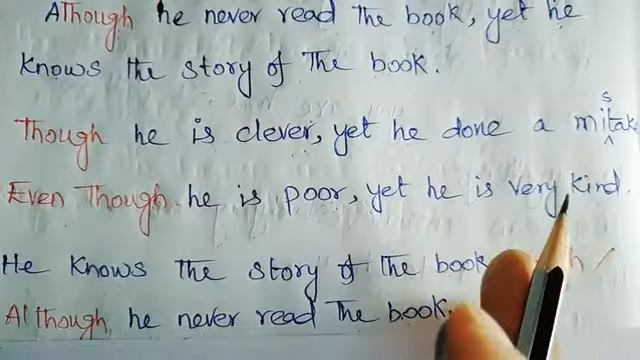 AThough he never read The book, yet he
Knows the story of The book.
Though he is clever, yet he done a mistak
Even Though he is poor, yet he is very kind.
He Knows The story of The book
Although he never read The book.